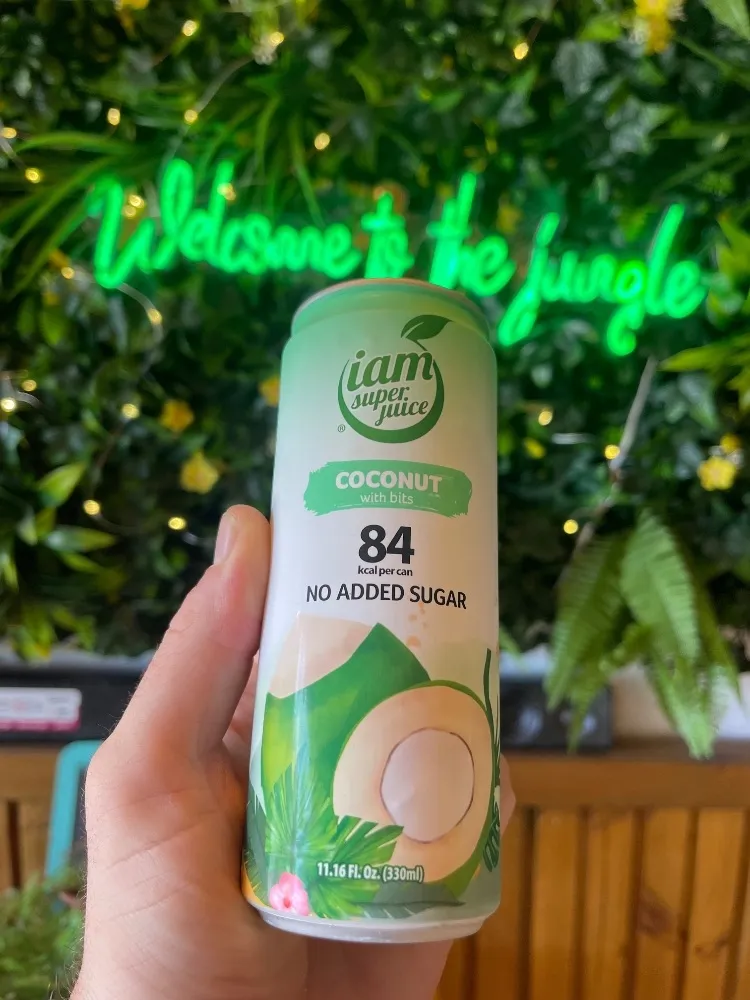 Welcome to the jungle
iam
super
juice
®
COCONUT
with bits
84
kcal per can
NO ADDED SUGAR
11.16 Fl. Oz. (330ml)